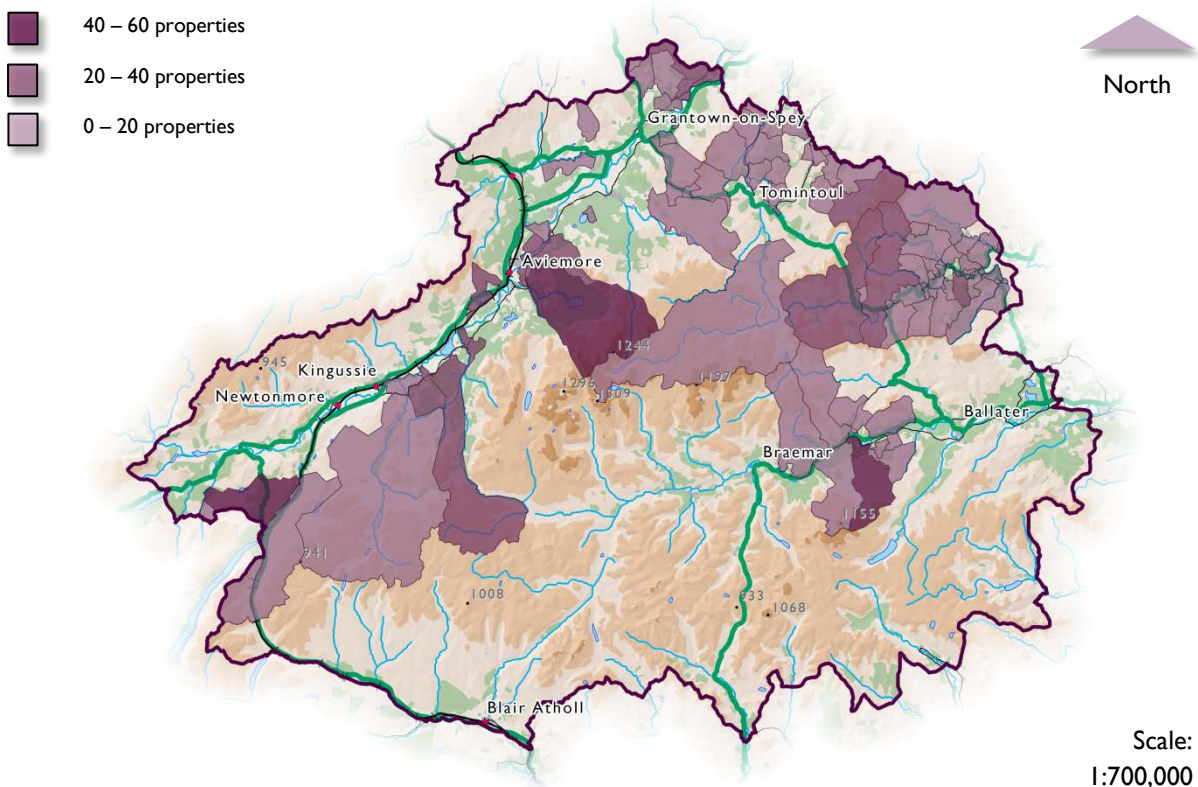 40 – 60 properties
20 – 40 properties
0 – 20 properties
North
Grantown-on-Spey
Tomintoul
Aviemore
1244
945
Kingussie
1296
1309
1197
Newtonmore
Ballater
Braemar
1155
941
1008
933
1068
Blair Atholl
Scale:
1:700,000